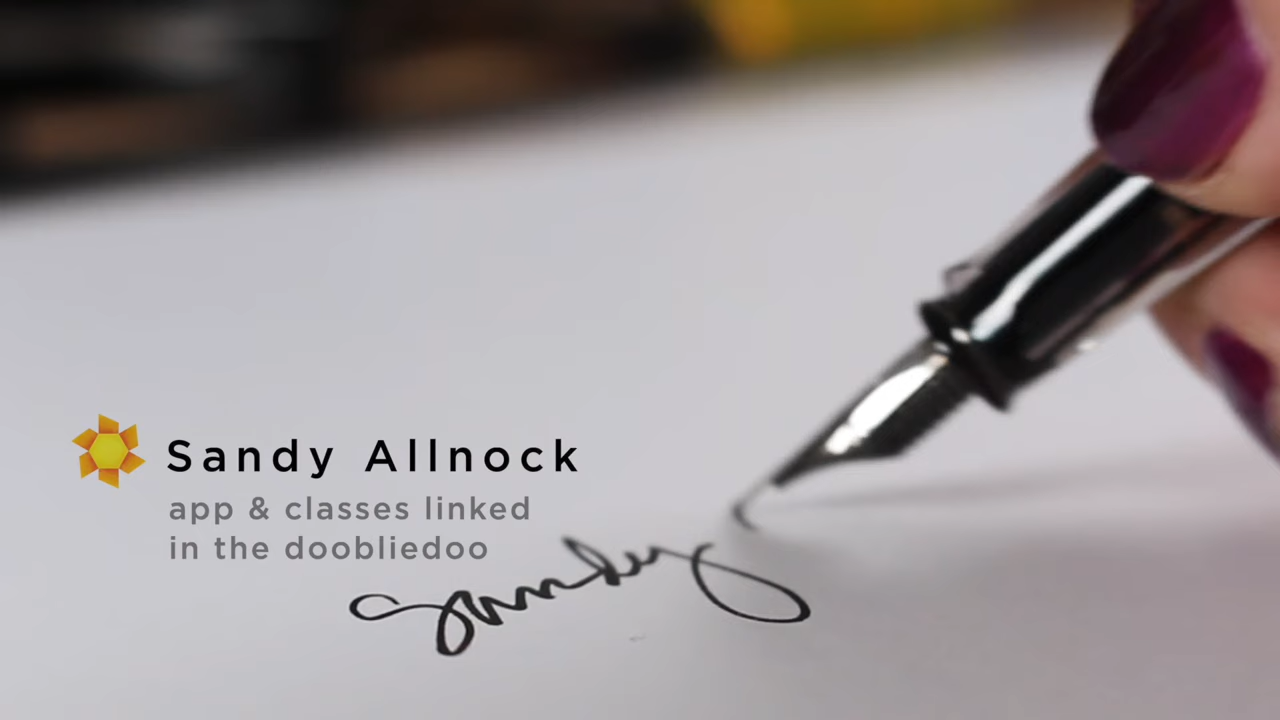 Sandy Allnock
app & classes linked
in the doobliedoo
Sandy